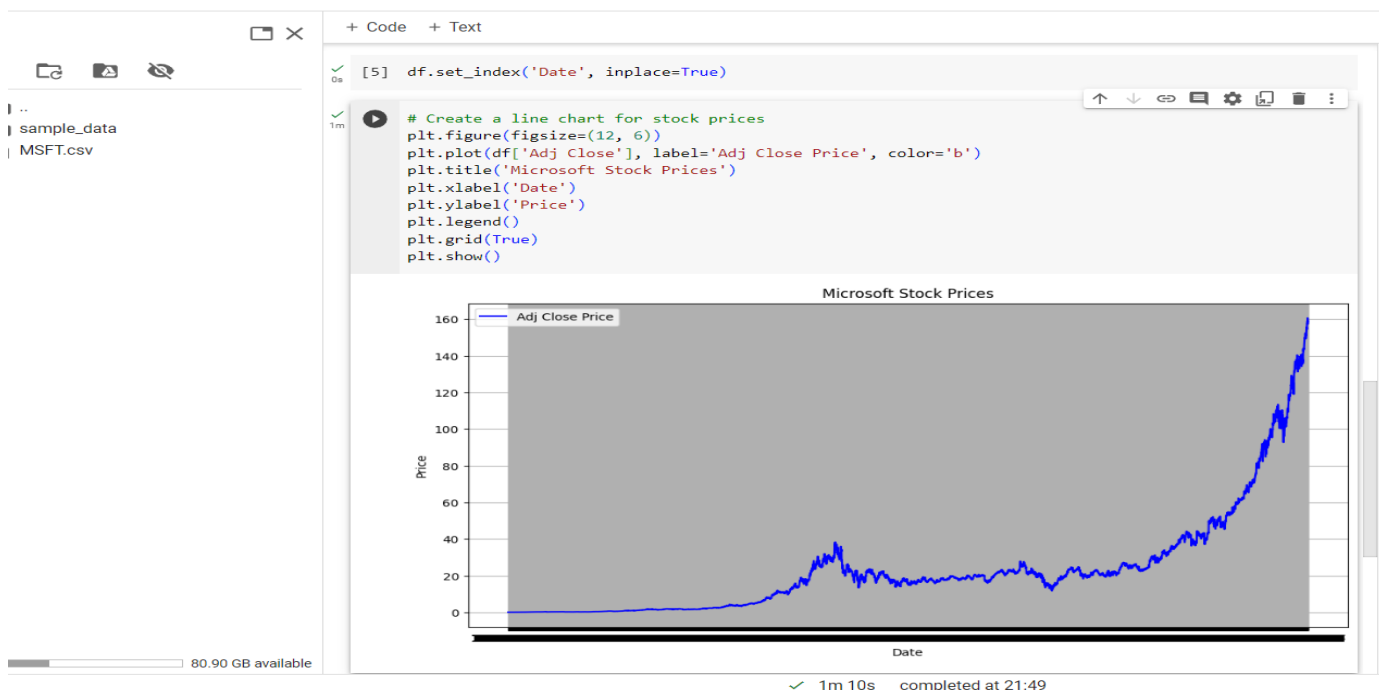 + Code + Text
..
sample_data
MSFT.csv
80.90 GB available
0s
[5] df.set_index('Date', inplace=True)
1m
# Create a line chart for stock prices
plt.figure(figsize=(12, 6))
plt.plot(df['Adj Close'], label='Adj Close Price', color='b')
plt.title('Microsoft Stock Prices')
plt.xlabel('Date')
plt.ylabel('Price')
plt.legend()
plt.grid(True)
plt.show()
Microsoft Stock Prices
Adj Close Price
160
140
120
100
80
60
40
20
0
Price
Date
1m 10s completed at 21:49